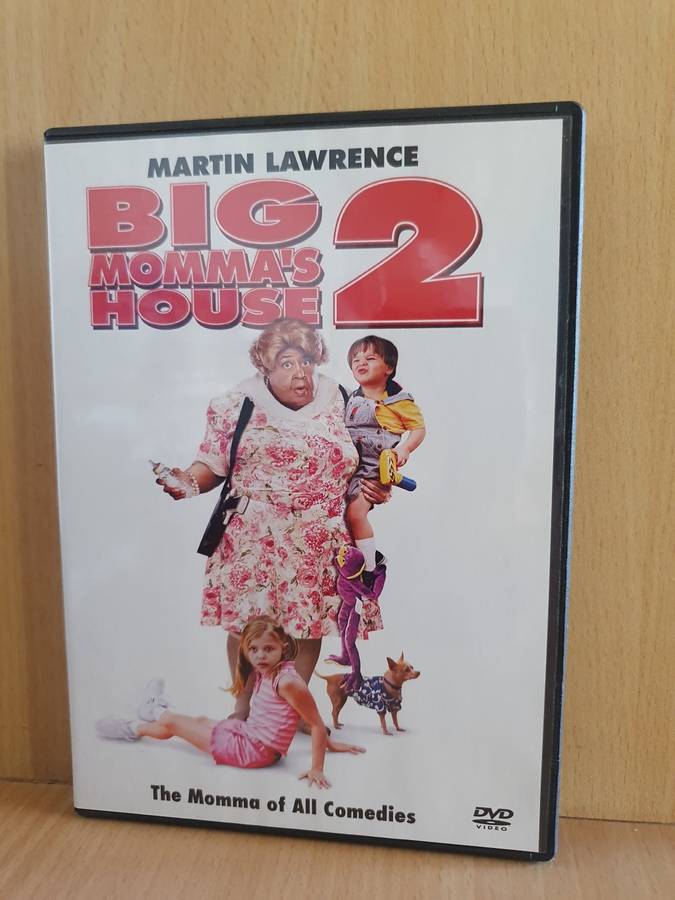 MARTIN LAWRENCE
BIG
MOMMA'S
HOUSE
2
The Momma of All Comedies
DVD
VIDEO